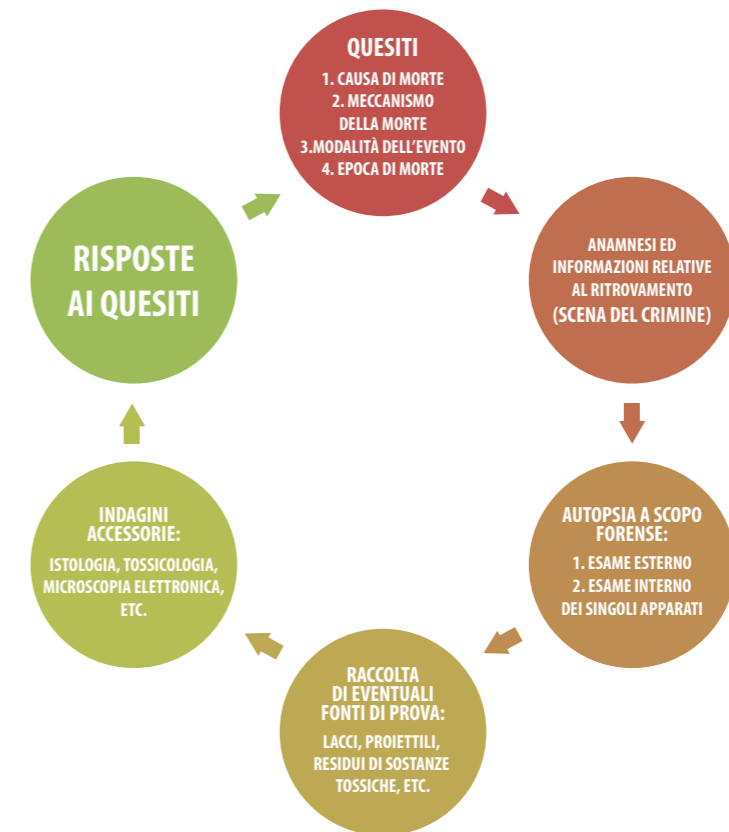 QUESITI
1. CAUSA DI MORTE
2. MECCANISMO
DELLA MORTE
3.MODALITÀ DELL'EVENTO
4. EPOCA DI MORTE
ANAMNESI ED
INFORMAZIONI RELATIVE
AL RITROVAMENTO
(SCENA DEL CRIMINE)
AUTOPSIA A SCOPO
FORENSE:
1. ESAME ESTERNO
2. ESAME INTERNO
DEI SINGOLI APPARATI
RACCOLTA
DI EVENTUALI
FONTI DI PROVA:
LACCI, PROIETTILI,
RESIDUI DI SOSTANZE
TOSSICHE, ETC.
INDAGINI
ACCESSORIE:
ISTOLOGIA, TOSSICOLOGIA,
MICROSCOPIA ELETTRONICA,
ETC.
RISPOSTE
AI QUESITI